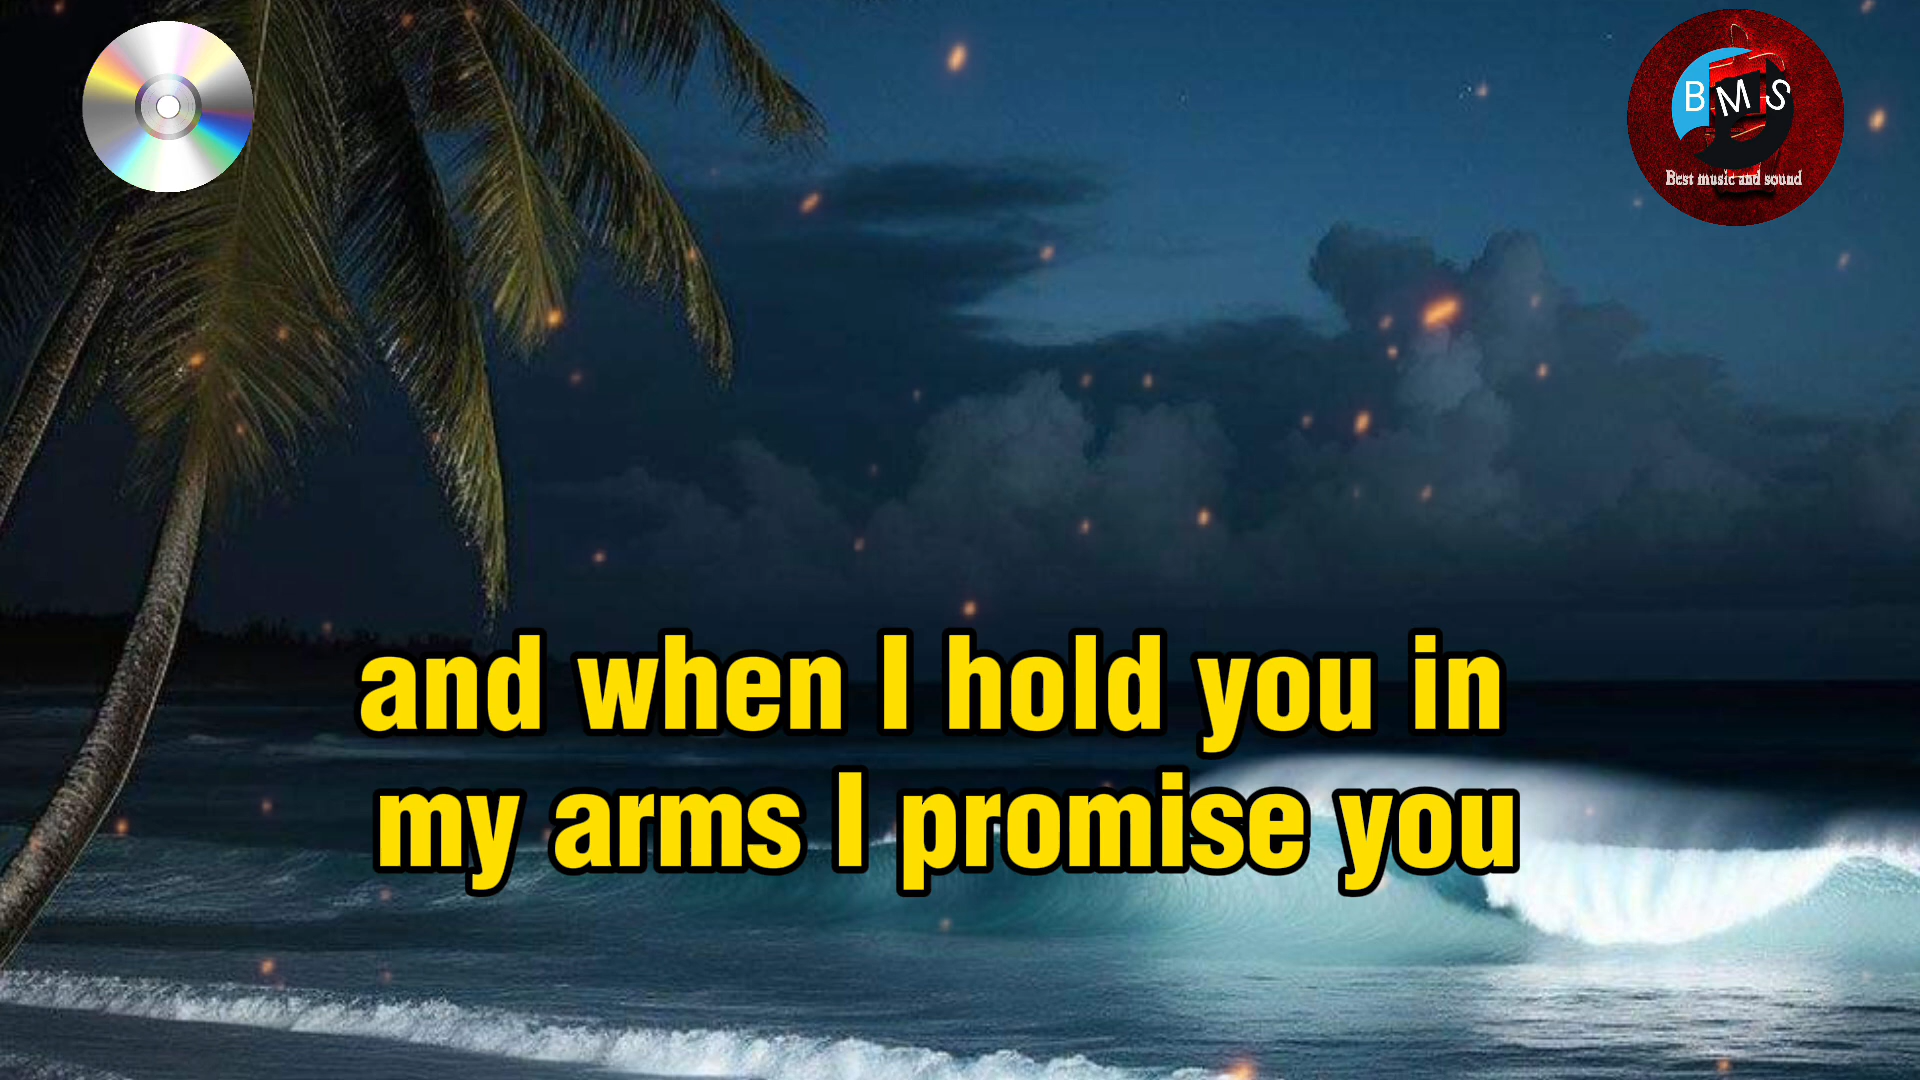 BMS
Best music and sound
and when I hold you in
my arms I promise you